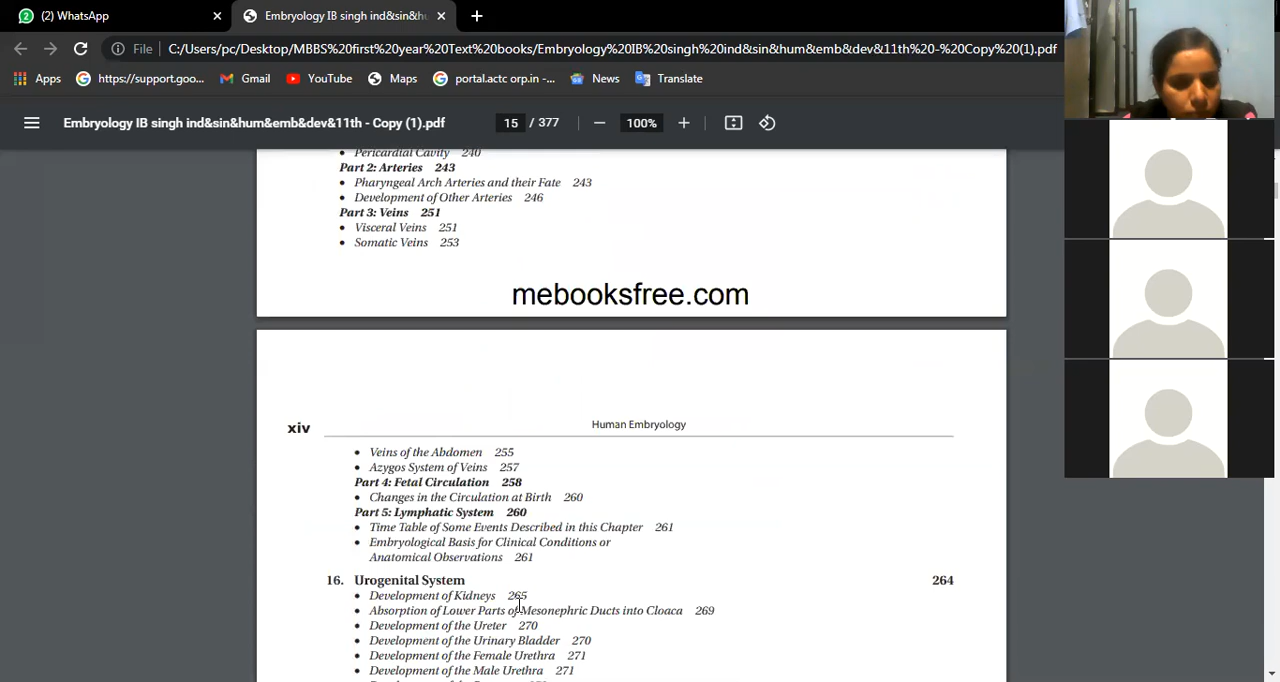 (2) WhatsApp
Embryology IB singh ind&sin&hu
File C:/Users/pc/Desktop/MBBS%20first%20year%20Text%20books/Embryology%20IB%20singh%20ind&sin&hum&emb&dev&11th%20-%20Copy%20(1).pdf
Apps https://support.goo... Gmail YouTube Maps portal.actc orp.in -... News Translate
Embryology IB singh ind&sin&hum&emb&dev&11th - Copy (1).pdf 15 / 377 100%
• Pericardial Cavity 240
Part 2: Arteries 243
• Pharyngeal Arch Arteries and their Fate 243
• Development of Other Arteries 246
Part 3: Veins 251
• Visceral Veins 251
• Somatic Veins 253
mebooksfree.com
xiv Human Embryology
• Veins of the Abdomen 255
• Azygos System of Veins 257
Part 4: Fetal Circulation 258
• Changes in the Circulation at Birth 260
Part 5: Lymphatic System 260
• Time Table of Some Events Described in this Chapter 261
• Embryological Basis for Clinical Conditions or
Anatomical Observations 261
16. Urogenital System 264
• Development of Kidneys 265
• Absorption of Lower Parts of Mesonephric Ducts into Cloaca 269
• Development of the Ureter 270
• Development of the Urinary Bladder 270
• Development of the Female Urethra 271
• Development of the Male Urethra 271